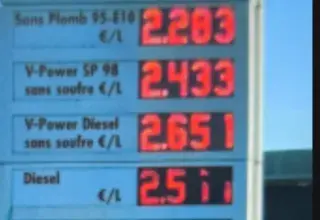 Sans Plomb 95-E10
€/L 2.283
V-Power SP 98
sans soufre €/L 2.433
V-Power Diesel
sans soufre €/L 2.651
Diesel
€/L